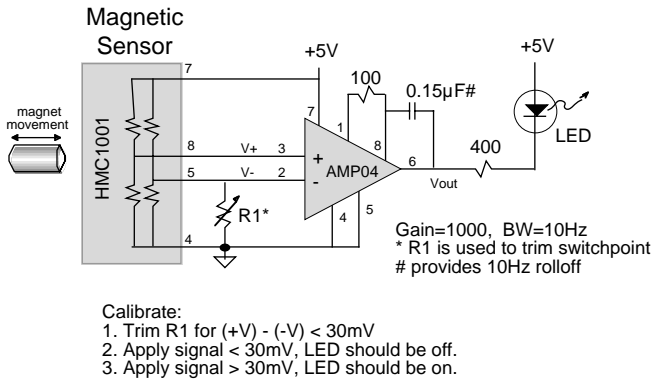 Magnetic
Sensor
+5V
+5V
7
100
0.15µF#
magnet
movement
HMC1001
7
1
8
LED
8
V+
3
+
400
AMP04
6
5
V-
2
-
Vout
R1*
4
5
4
Gain=1000, BW=10Hz
* R1 is used to trim switchpoint
# provides 10Hz rolloff
Calibrate:
1. Trim R1 for (+V) - (-V) < 30mV
2. Apply signal < 30mV, LED should be off.
3. Apply signal > 30mV, LED should be on.